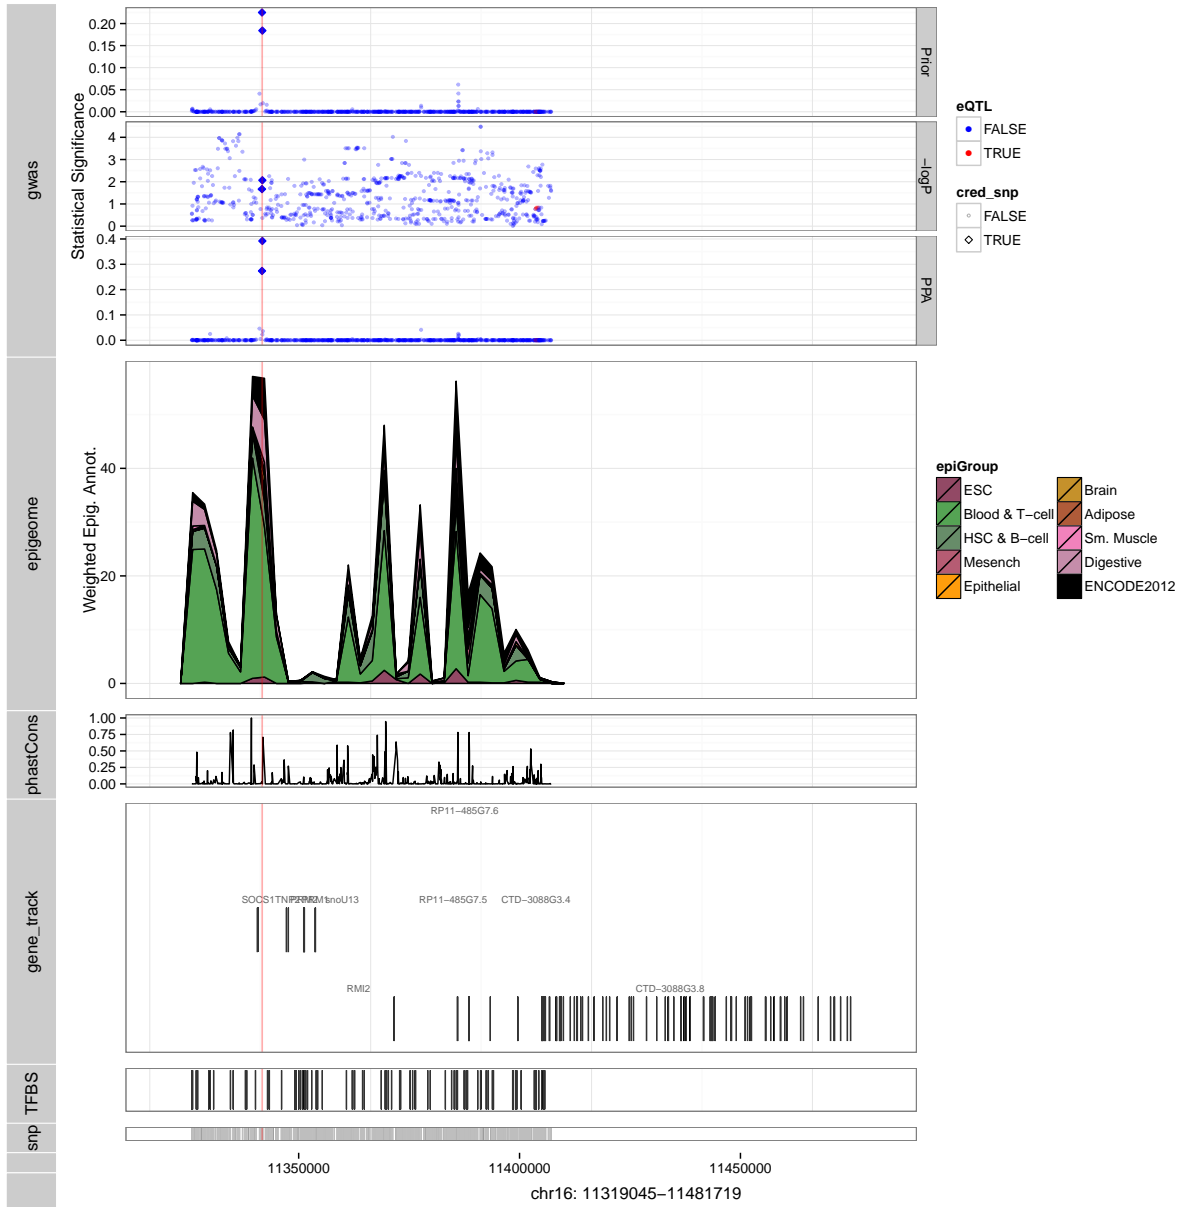 gwas
Statistical Significance
0.20
0.15
0.10
0.05
0.00
Prior
4
3
2
1
0
−logP
0.4
0.3
0.2
0.1
0.0
PPA
eQTL
FALSE
TRUE
cred_snp
FALSE
TRUE
epigeome
Weighted Epig. Annot.
40
20
0
epiGroup
ESC
Blood & T−cell
HSC & B−cell
Mesench
Epithelial
Brain
Adipose
Sm. Muscle
Digestive
ENCODE2012
phastCons
1.00
0.75
0.50
0.25
0.00
gene_track
RP11−485G7.6
SOCS1
snoU13
RP11−485G7.5
CTD−3088G3.4
RMI2
CTD−3088G3.8
TFBS
snp
11350000
11400000
11450000
chr16: 11319045−11481719